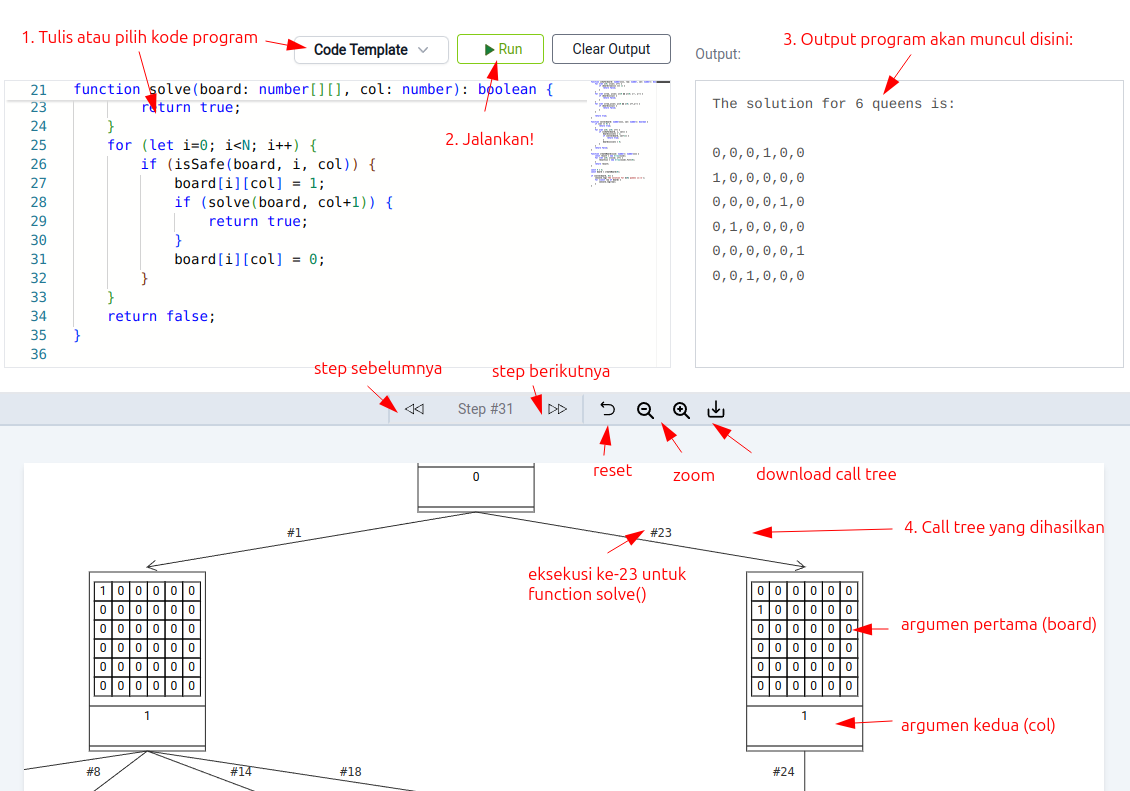 1. Tulis atau pilih kode program
Code Template
Run
Clear Output
Output:
3. Output program akan muncul disini:
2. Jalankan!
21 function solve(board: number[][], col: number): boolean {
23 return true;
24 }
25 for (let i=0; i<N; i++) {
26 if (isSafe(board, i, col)) {
27 board[i][col] = 1;
28 if (solve(board, col+1)) {
29 return true;
30 }
31 board[i][col] = 0;
32 }
33 }
34 return false;
35 }
36
The solution for 6 queens is:
0,0,0,1,0,0
1,0,0,0,0,0
0,0,0,0,1,0
0,1,0,0,0,0
0,0,0,0,0,1
0,0,1,0,0,0
step sebelumnya
step berikutnya
Step #31
reset
zoom
download call tree
0
#1
#23
4. Call tree yang dihasilkan
eksekusi ke-23 untuk
function solve()
1 0 0 0 0 0
0 0 0 0 0 0
0 0 0 0 0 0
0 0 0 0 0 0
0 0 0 0 0 0
0 0 0 0 0 0
1
0 0 0 0 0 0
1 0 0 0 0 0
0 0 0 0 0 0
0 0 0 0 0 0
0 0 0 0 0 0
0 0 0 0 0 0
1
argumen pertama (board)
argumen kedua (col)
#8
#14
#18
#24